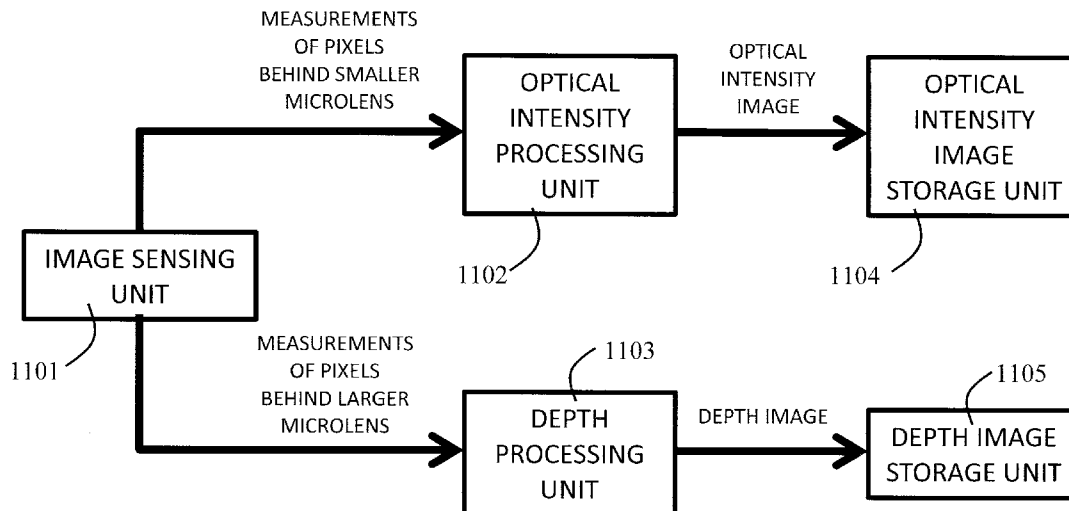 MEASUREMENTS
OF PIXELS
BEHIND SMALLER
MICROLENS
OPTICAL
INTENSITY
PROCESSING
UNIT
OPTICAL
INTENSITY
IMAGE
OPTICAL
INTENSITY
IMAGE
STORAGE UNIT
1102
1104
IMAGE SENSING
UNIT
1101
MEASUREMENTS
OF PIXELS
BEHIND LARGER
MICROLENS
1103
DEPTH
PROCESSING
UNIT
DEPTH IMAGE
1105
DEPTH IMAGE
STORAGE UNIT